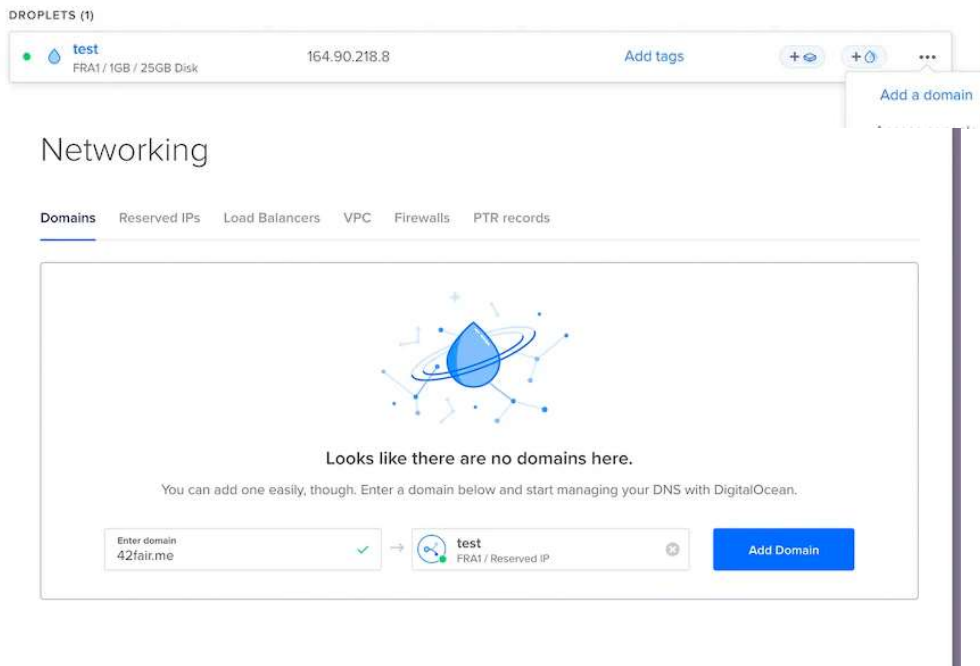 DROPLETS (1)
test
FRA1 / 1GB / 25GB Disk
164.90.218.8
Add tags
Add a domain
Networking
Domains Reserved IPs Load Balancers VPC Firewalls PTR records
Looks like there are no domains here.
You can add one easily, though. Enter a domain below and start managing your DNS with DigitalOcean.
Enter domain
42fair.me
test
FRA1 / Reserved IP
Add Domain